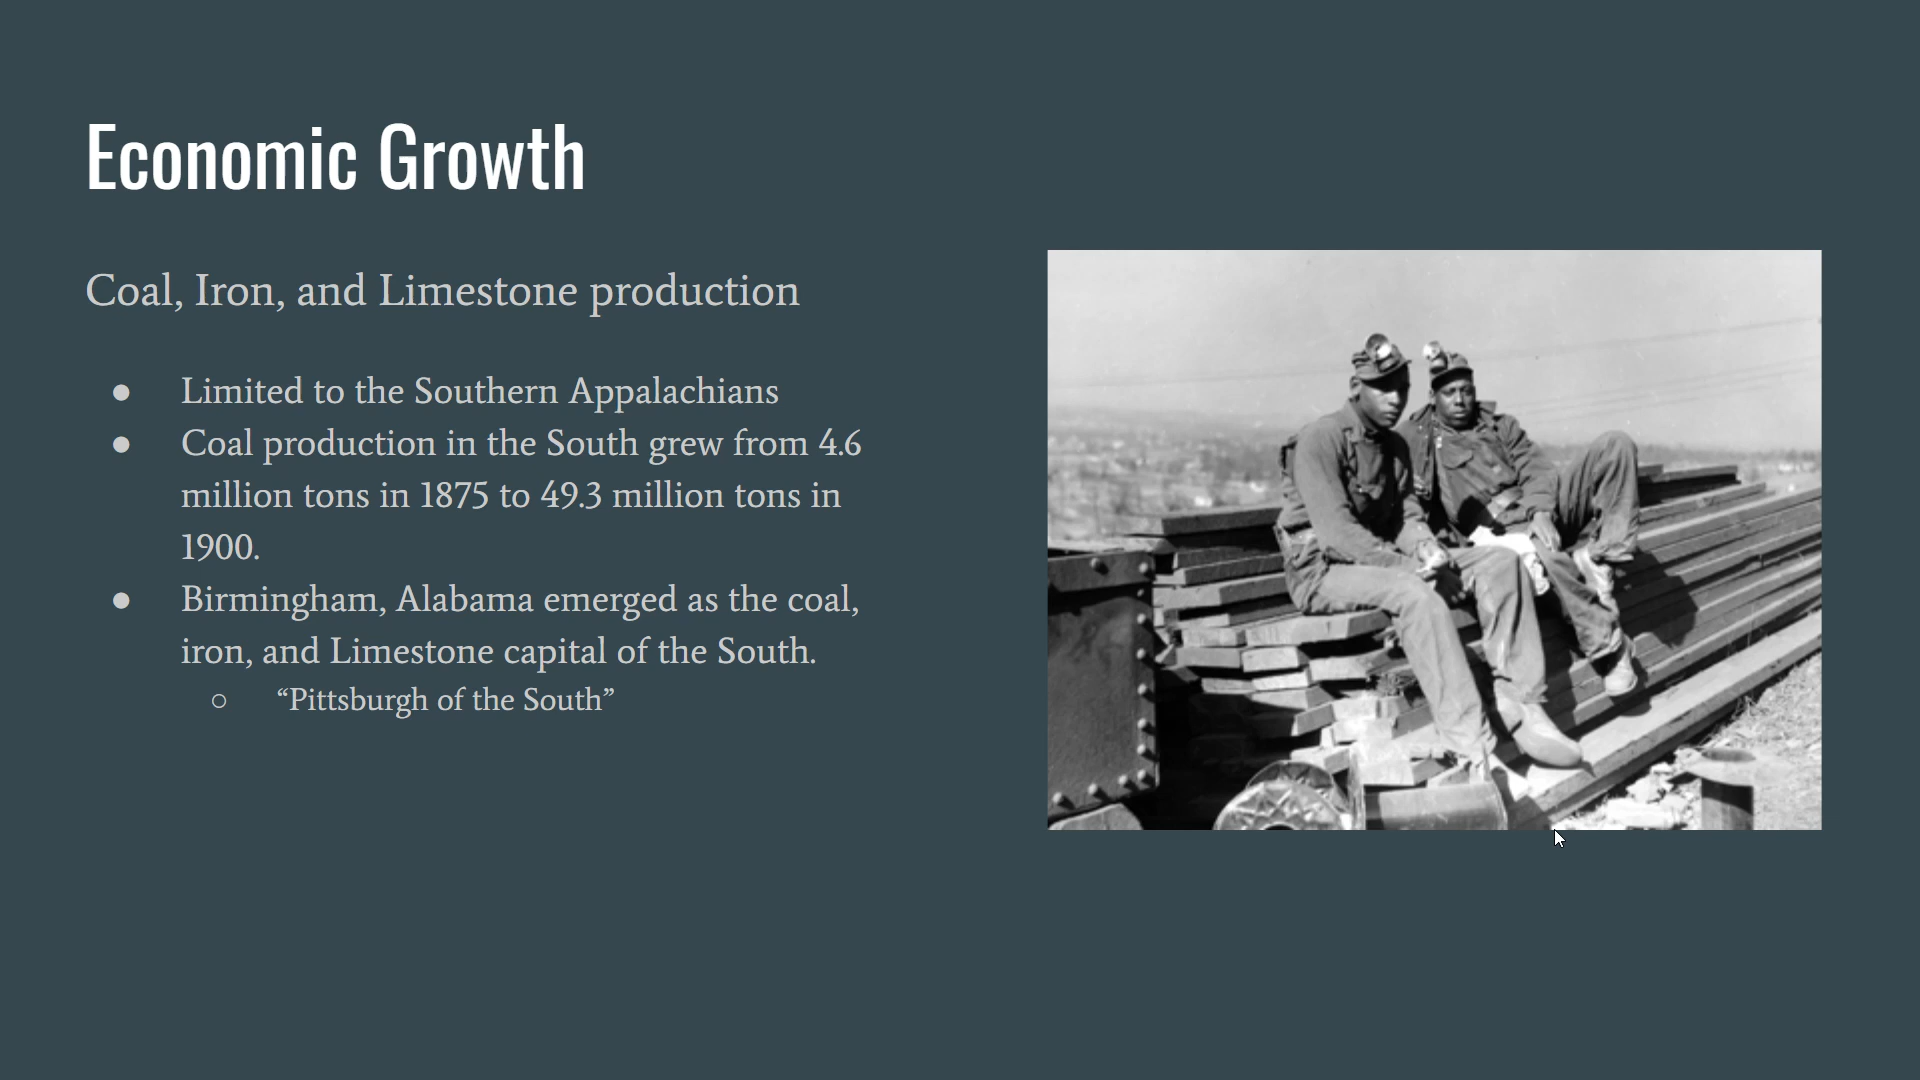 Economic Growth
Coal, Iron, and Limestone production
● Limited to the Southern Appalachians
● Coal production in the South grew from 4.6
million tons in 1875 to 49.3 million tons in
1900.
● Birmingham, Alabama emerged as the coal,
iron, and Limestone capital of the South.
○ “Pittsburgh of the South”